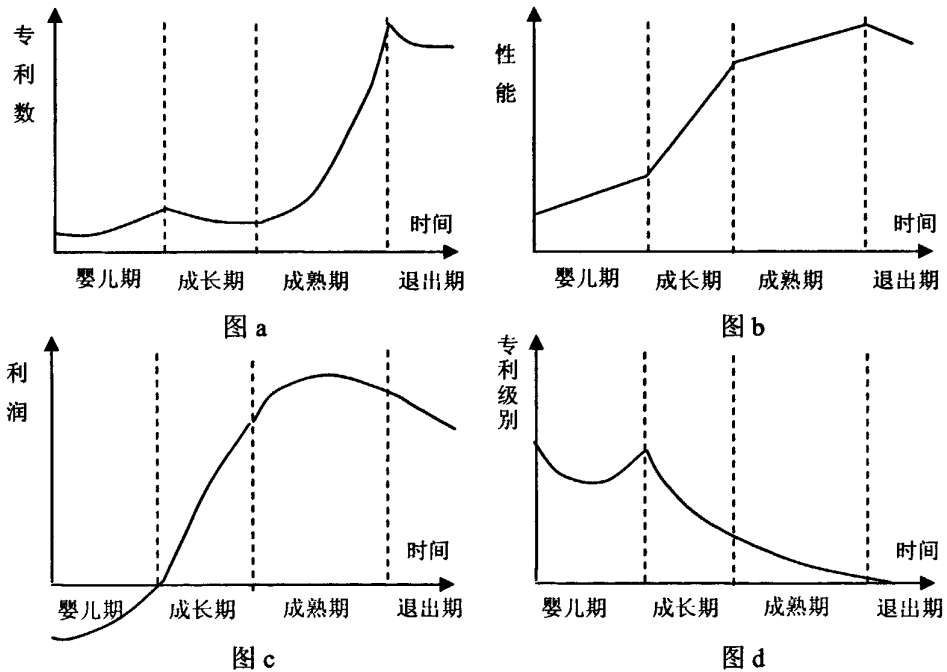 专利数
时间
婴儿期 成长期 成熟期 退出期
图 a
性能
时间
婴儿期 成长期 成熟期 退出期
图 b
利润
时间
婴儿期 成长期 成熟期 退出期
图 c
专利级别
时间
婴儿期 成长期 成熟期 退出期
图 d